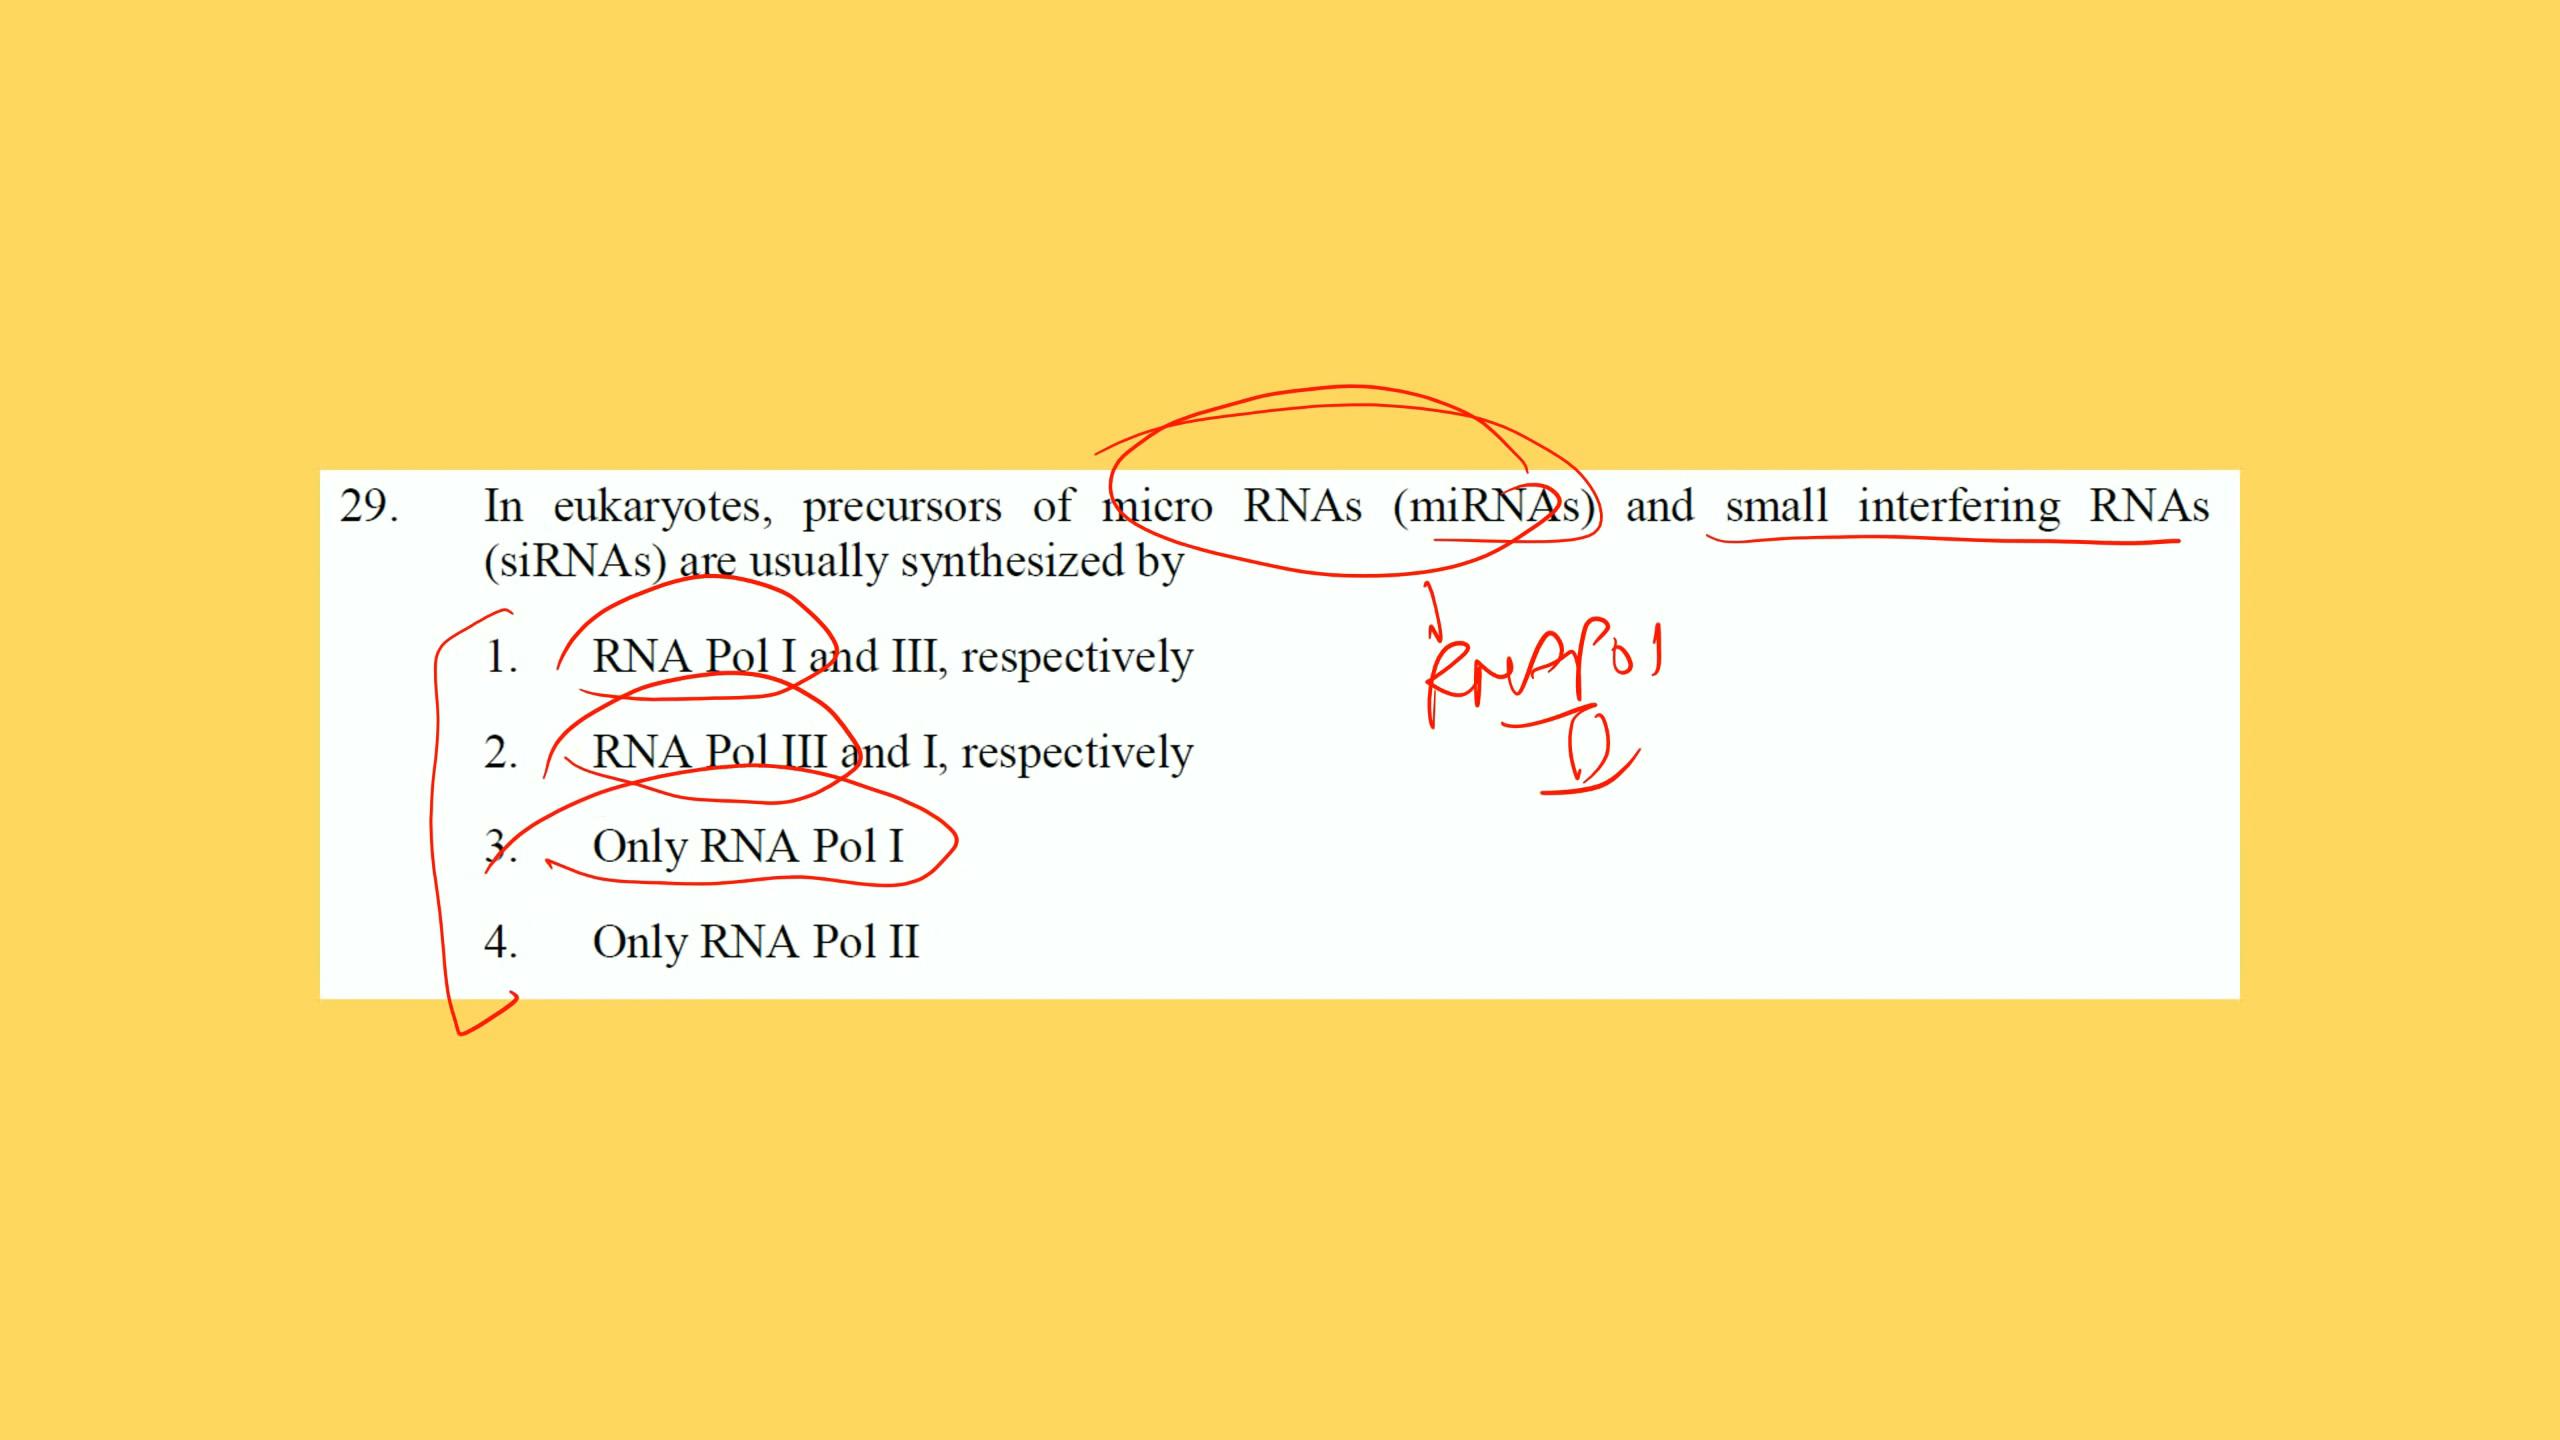 29. In eukaryotes, precursors of micro RNAs (miRNAs) and small interfering RNAs
(siRNAs) are usually synthesized by
1. RNA Pol I and III, respectively
RNAPol
2. RNA Pol III and I, respectively
II
3. Only RNA Pol I
4. Only RNA Pol II